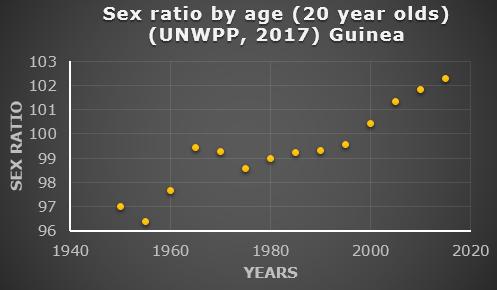 Sex ratio by age (20 year olds)
(UNWPP, 2017) Guinea
103
102
101
100
99
98
97
96
SEX RATIO
1940 1960 1980 2000 2020
YEARS